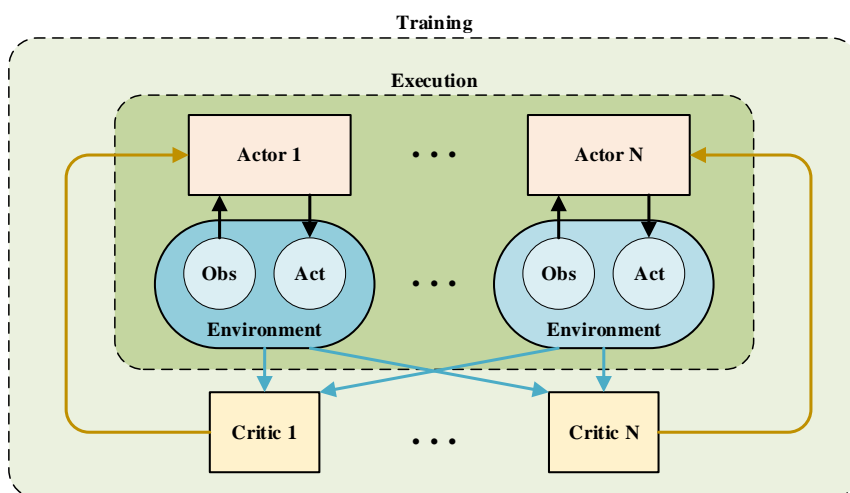 Training
Execution
Actor 1
• • •
Actor N
Obs
Act
• • •
Obs
Act
Environment
Environment
Critic 1
• • •
Critic N